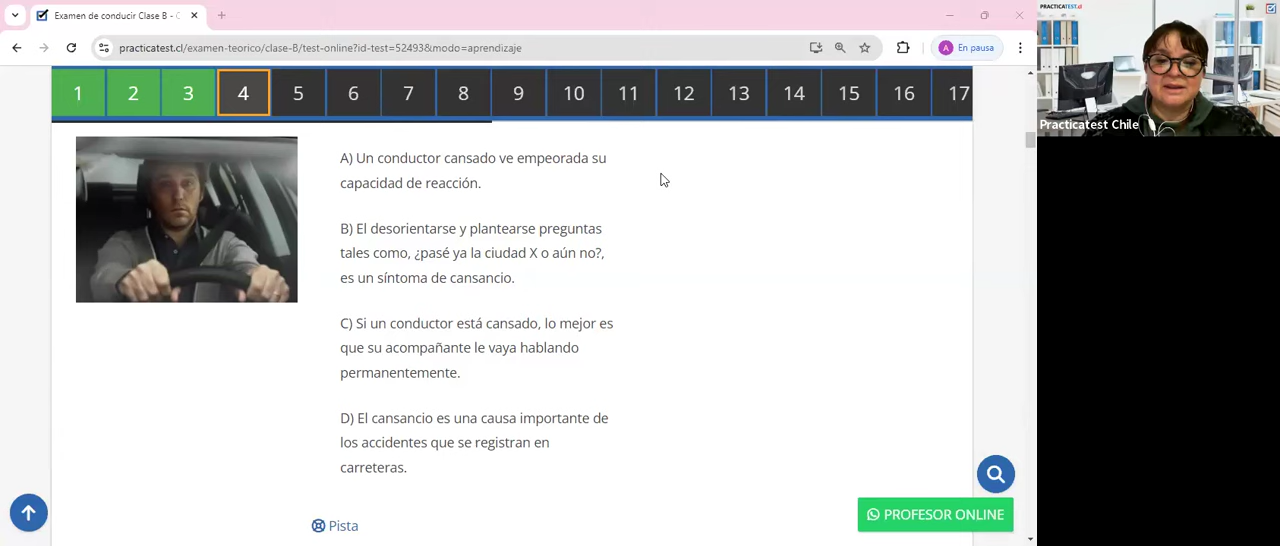 Examen de conducir Clase B - C
practicatest.cl/examen-teorico/clase-B/test-online?id-test=52493&modo=aprendizaje
A
En pausa
1 2 3 4 5 6 7 8 9 10 11 12 13 14 15 16 17
A) Un conductor cansado ve empeorada su
capacidad de reacción.
B) El desorientarse y plantearse preguntas
tales como, ¿pasé ya la ciudad X o aún no?,
es un síntoma de cansancio.
C) Si un conductor está cansado, lo mejor es
que su acompañante le vaya hablando
permanentemente.
D) El cansancio es una causa importante de
los accidentes que se registran en
carreteras.
Pista
PROFESOR ONLINE
PRACTICATEST.CL
Practicatest Chile